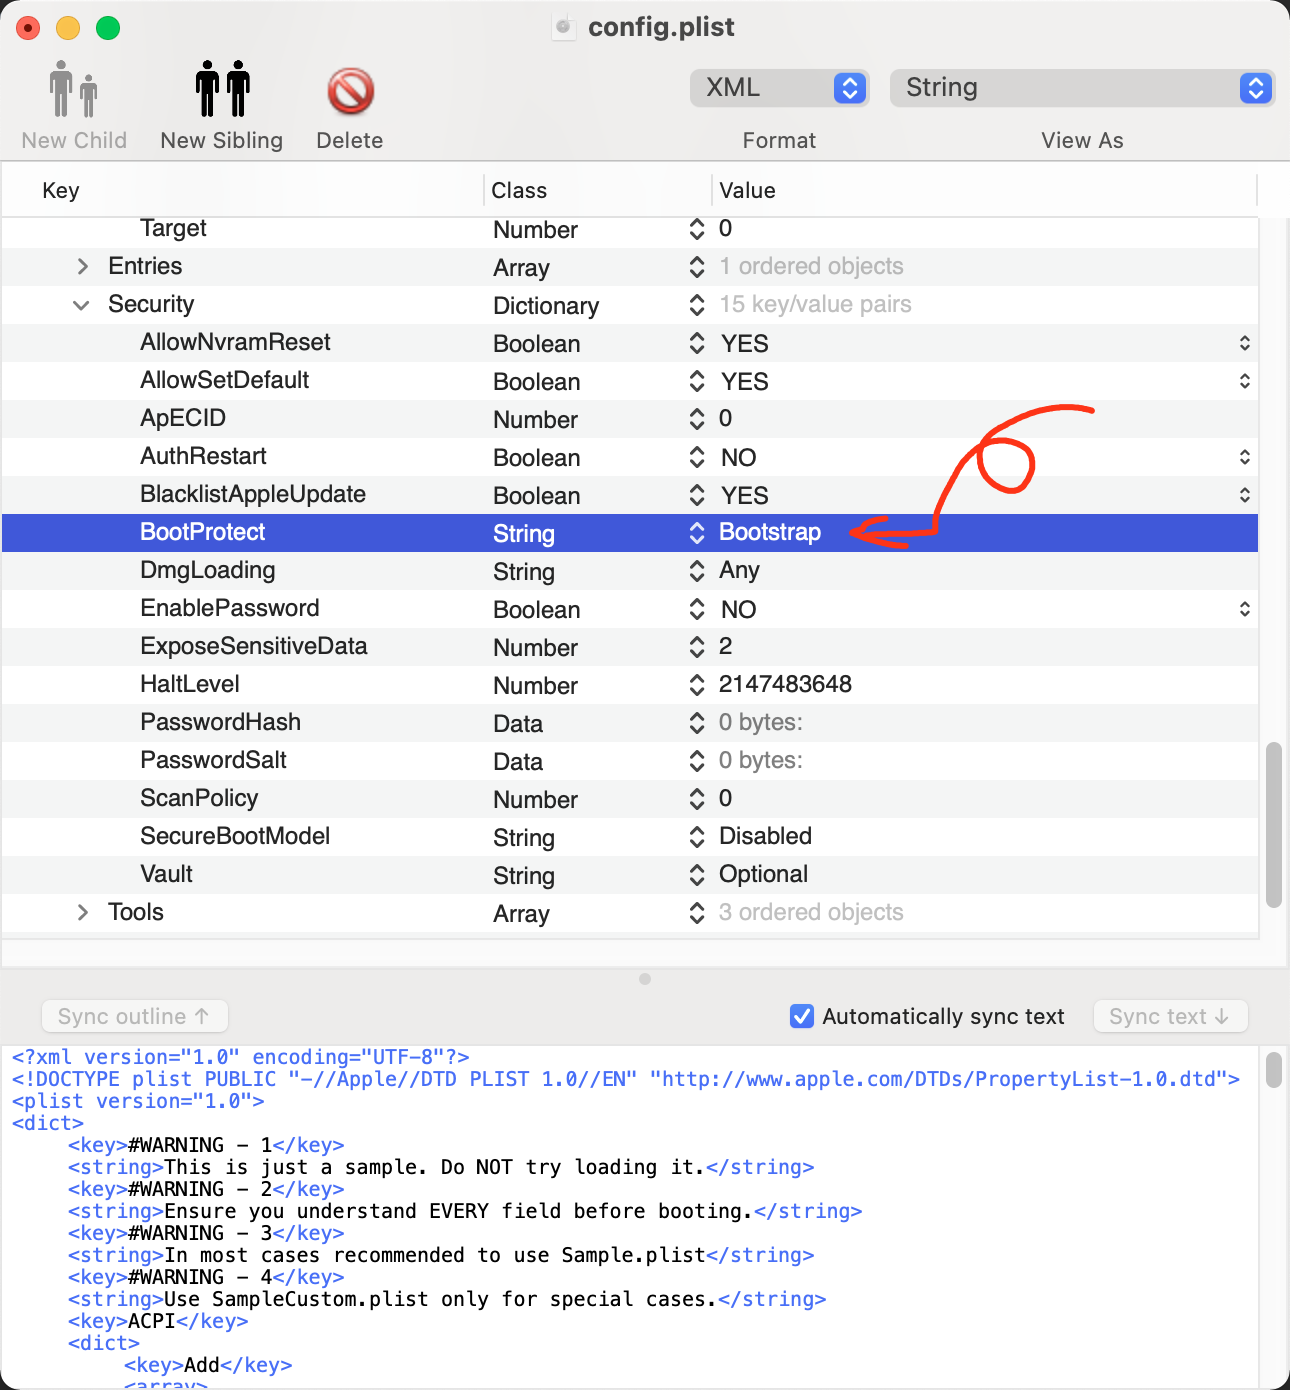 config.plist
New Child New Sibling Delete XML Format String View As
Key Class Value
Target Number 0
Entries Array 1 ordered objects
Security Dictionary 15 key/value pairs
AllowNvramReset Boolean YES
AllowSetDefault Boolean YES
ApECID Number 0
AuthRestart Boolean NO
BlacklistAppleUpdate Boolean YES
BootProtect String Bootstrap
DmgLoading String Any
EnablePassword Boolean NO
ExposeSensitiveData Number 2
HaltLevel Number 2147483648
PasswordHash Data 0 bytes:
PasswordSalt Data 0 bytes:
ScanPolicy Number 0
SecureBootModel String Disabled
Vault String Optional
Tools Array 3 ordered objects
Sync outline ↑ Automatically sync text Sync text ↓
<?xml version="1.0" encoding="UTF-8"?>
<!DOCTYPE plist PUBLIC "-//Apple//DTD PLIST 1.0//EN" "http://www.apple.com/DTDs/PropertyList-1.0.dtd">
<plist version="1.0">
<dict>
<key>#WARNING - 1</key>
<string>This is just a sample. Do NOT try loading it.</string>
<key>#WARNING - 2</key>
<string>Ensure you understand EVERY field before booting.</string>
<key>#WARNING - 3</key>
<string>In most cases recommended to use Sample.plist</string>
<key>#WARNING - 4</key>
<string>Use SampleCustom.plist only for special cases.</string>
<key>ACPI</key>
<dict>
<key>Add</key>
<array>